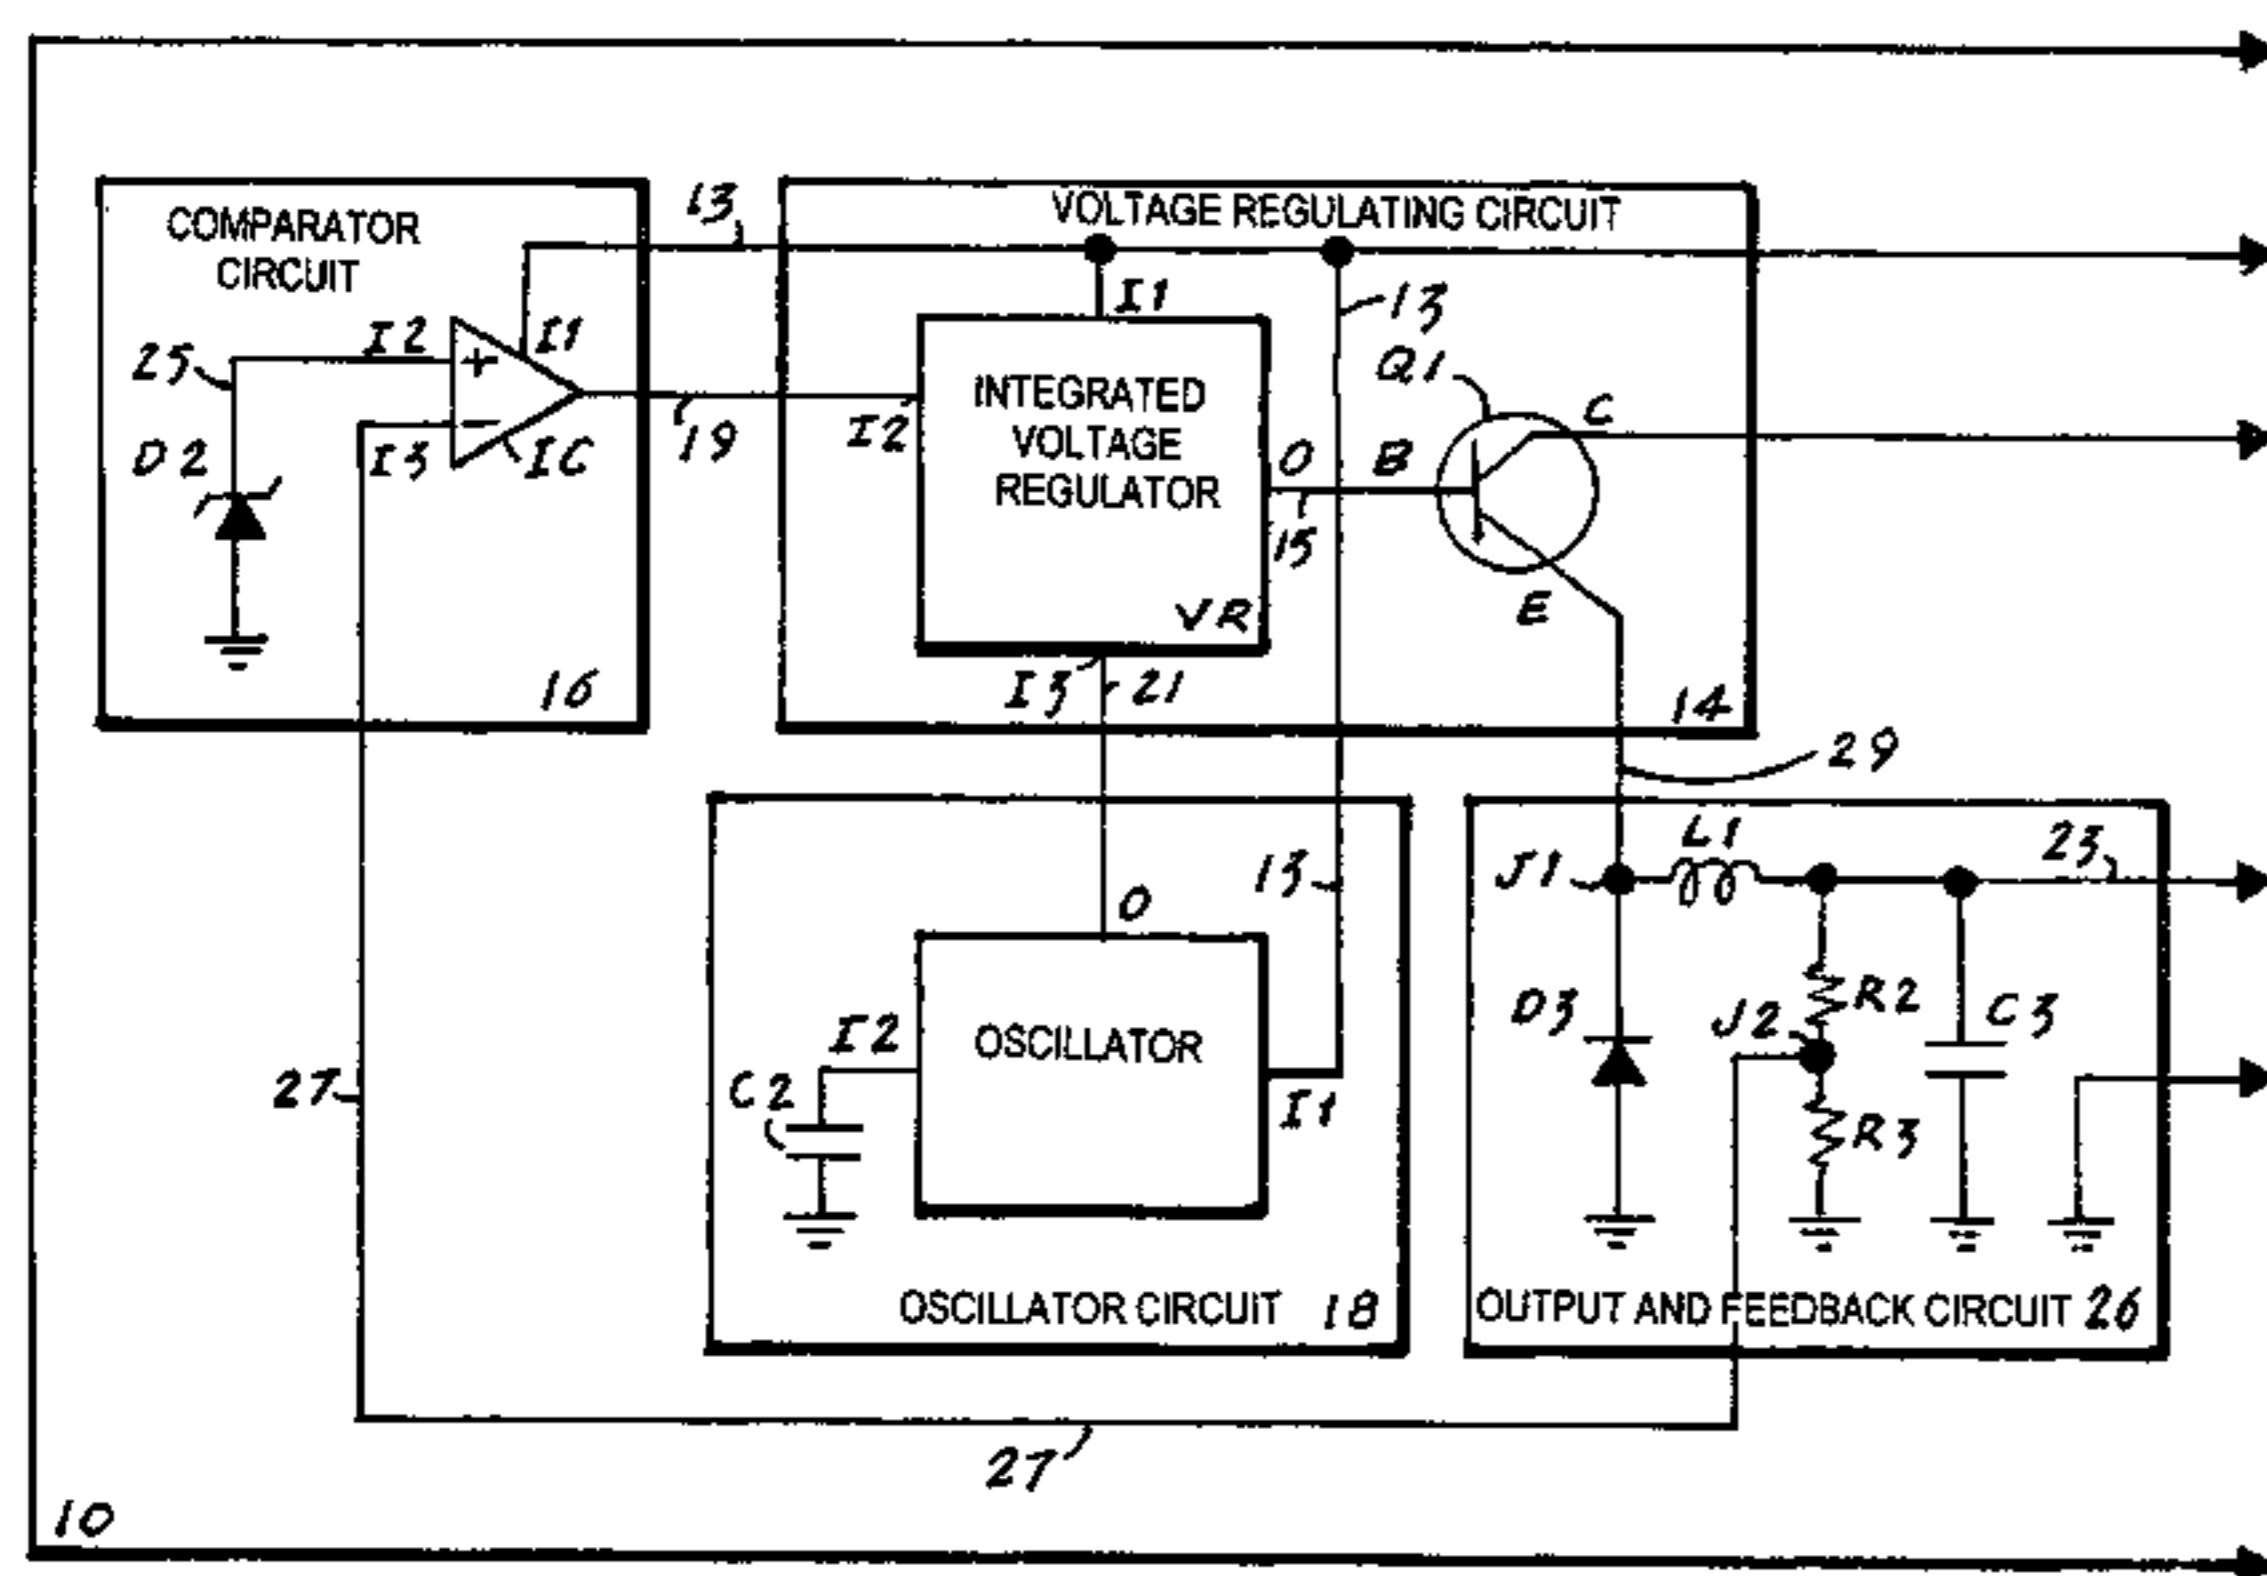 COMPARATOR
CIRCUIT
13
VOLTAGE REGULATING CIRCUIT
I1
13
I2
I1
25
Q1
C
INTEGRATED
VOLTAGE
REGULATOR
I2
19
D2
I3
IC
O
B
15
E
VR
16
I3
21
14
29
L1
J1
23
13
O
D3
J2
R2
C3
I2
OSCILLATOR
27
C2
I1
R3
OSCILLATOR CIRCUIT 18
OUTPUT AND FEEDBACK CIRCUIT 26
27
10